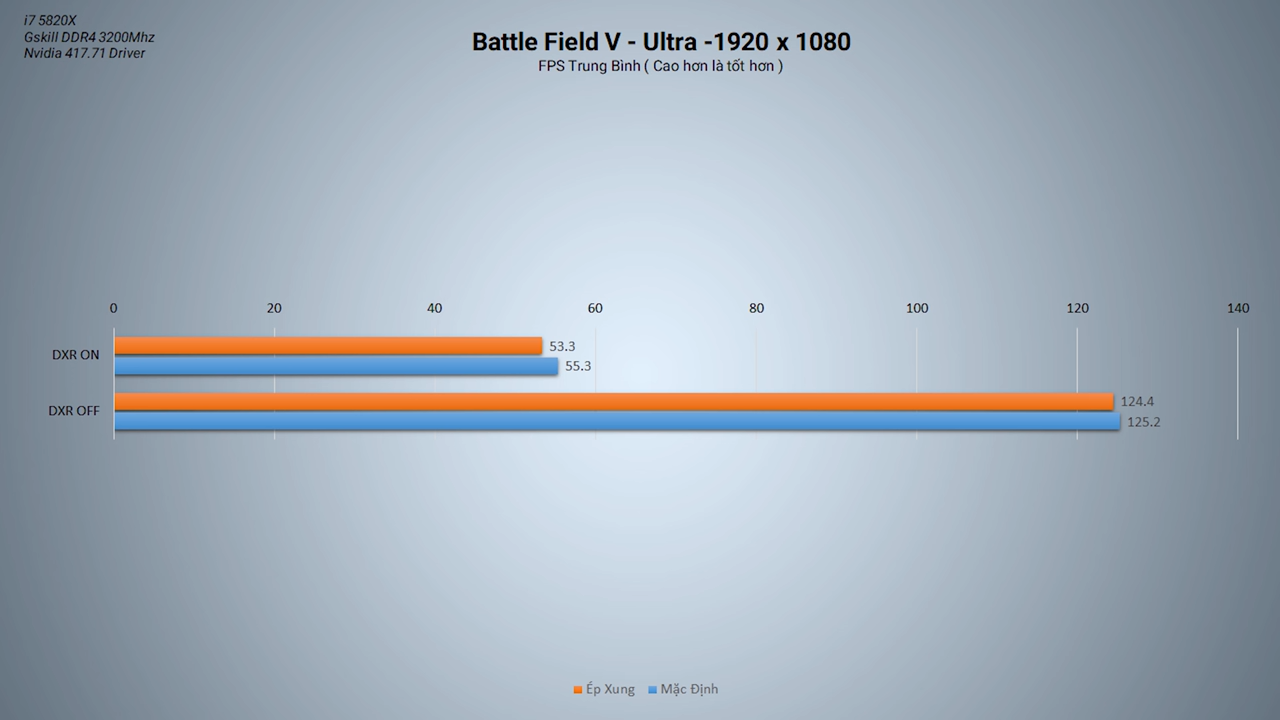 i7 5820X
Gskill DDR4 3200Mhz
Nvidia 417.71 Driver
Battle Field V - Ultra -1920 x 1080
FPS Trung Bình ( Cao hơn là tốt hơn )
0 20 40 60 80 100 120 140
DXR ON
53.3
55.3
DXR OFF
124.4
125.2
Ép Xung Mặc Định